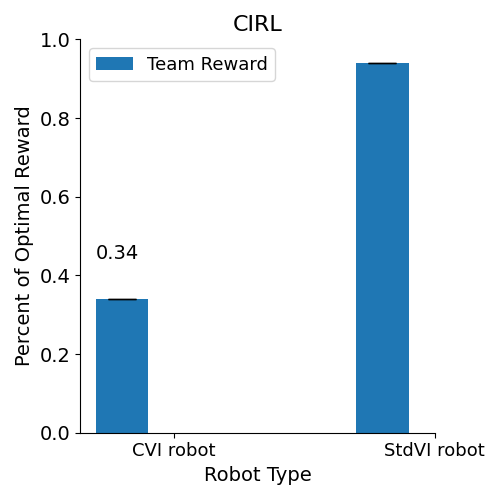 CIRL
1.0
Team Reward
0.8
0.6
0.34
0.4
0.2
0.0
Percent of Optimal Reward
CVI robot
StdVI robot
Robot Type